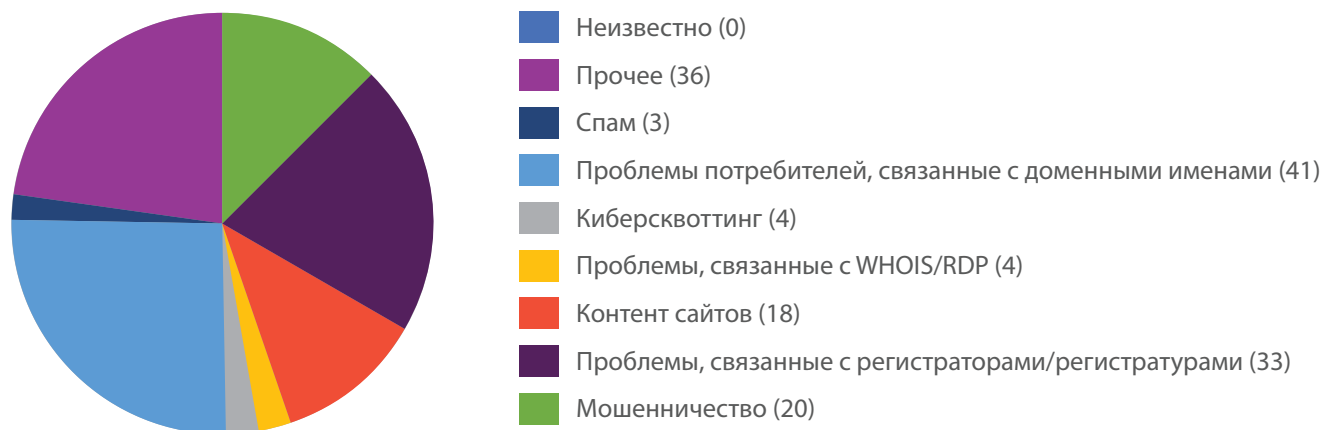 Неизвестно (0)
Прочее (36)
Спам (3)
Проблемы потребителей, связанные с доменными именами (41)
Киберсквоттинг (4)
Проблемы, связанные с WHOIS/RDP (4)
Контент сайтов (18)
Проблемы, связанные с регистраторами/регистратурами (33)
Мошенничество (20)